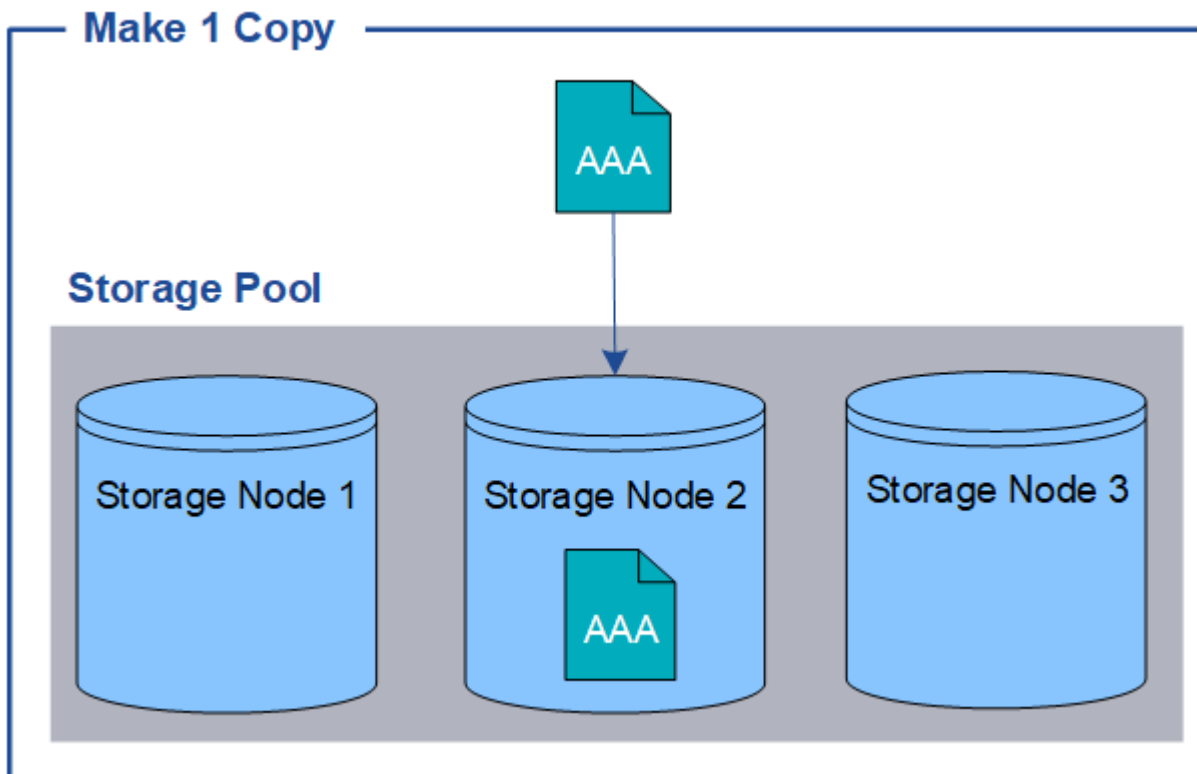 Make 1 Copy
AAA
Storage Pool
Storage Node 1
Storage Node 2
Storage Node 3
AAA